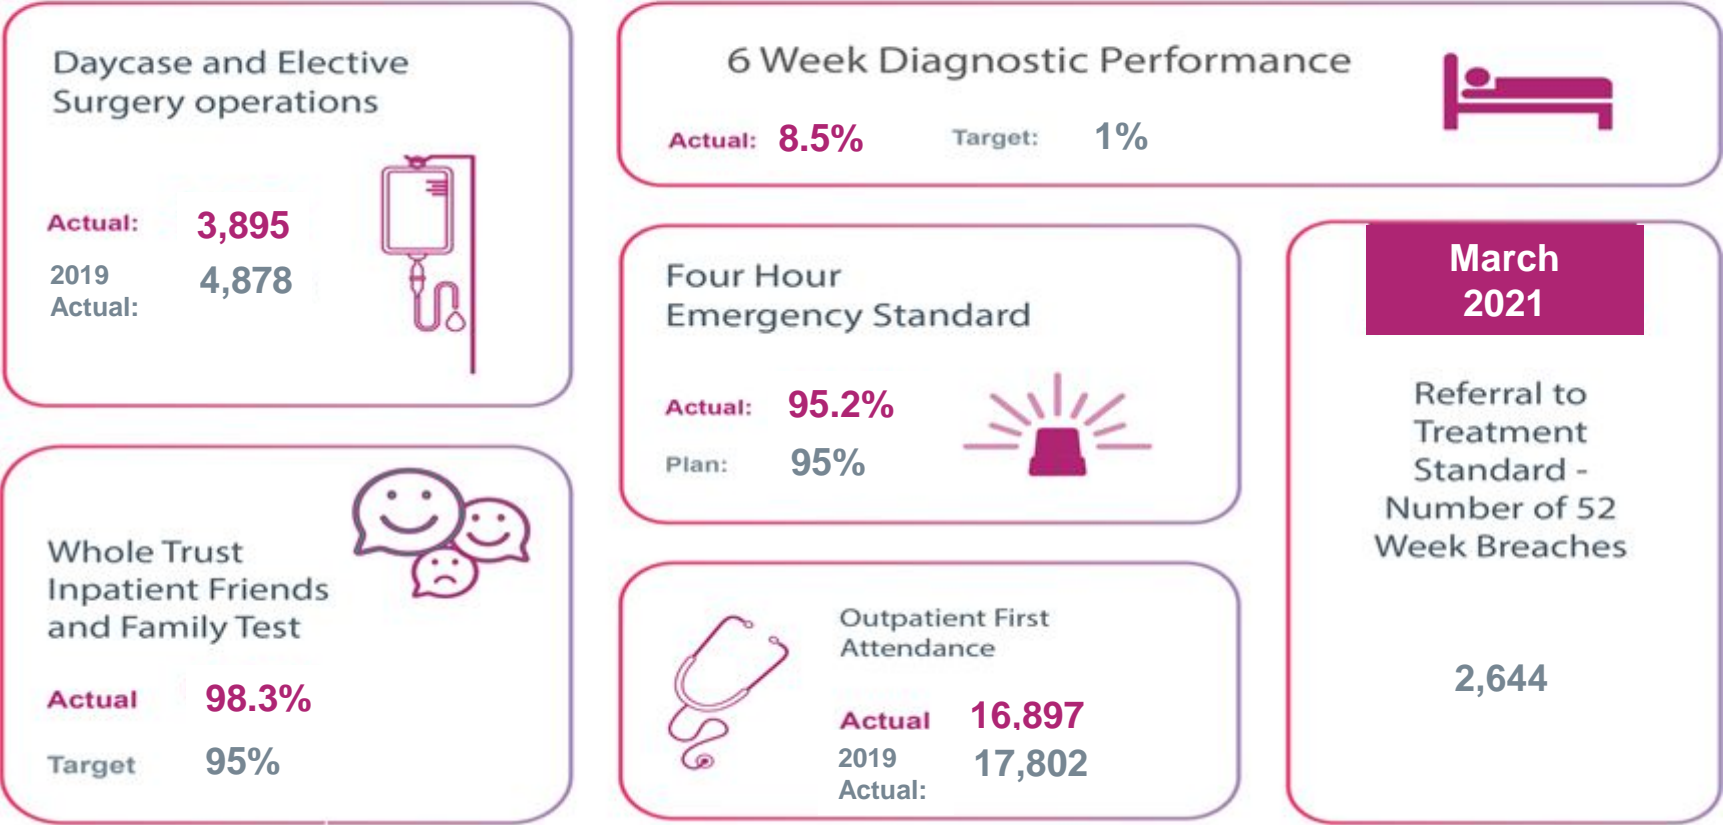 Daycase and Elective
Surgery operations
Actual: 3,895
2019
Actual: 4,878
6 Week Diagnostic Performance
Actual: 8.5% Target: 1%
Four Hour
Emergency Standard
Actual: 95.2%
Plan: 95%
March
2021
Referral to
Treatment
Standard -
Number of 52
Week Breaches
2,644
Whole Trust
Inpatient Friends
and Family Test
Actual 98.3%
Target 95%
Outpatient First
Attendance
Actual 16,897
2019
Actual: 17,802